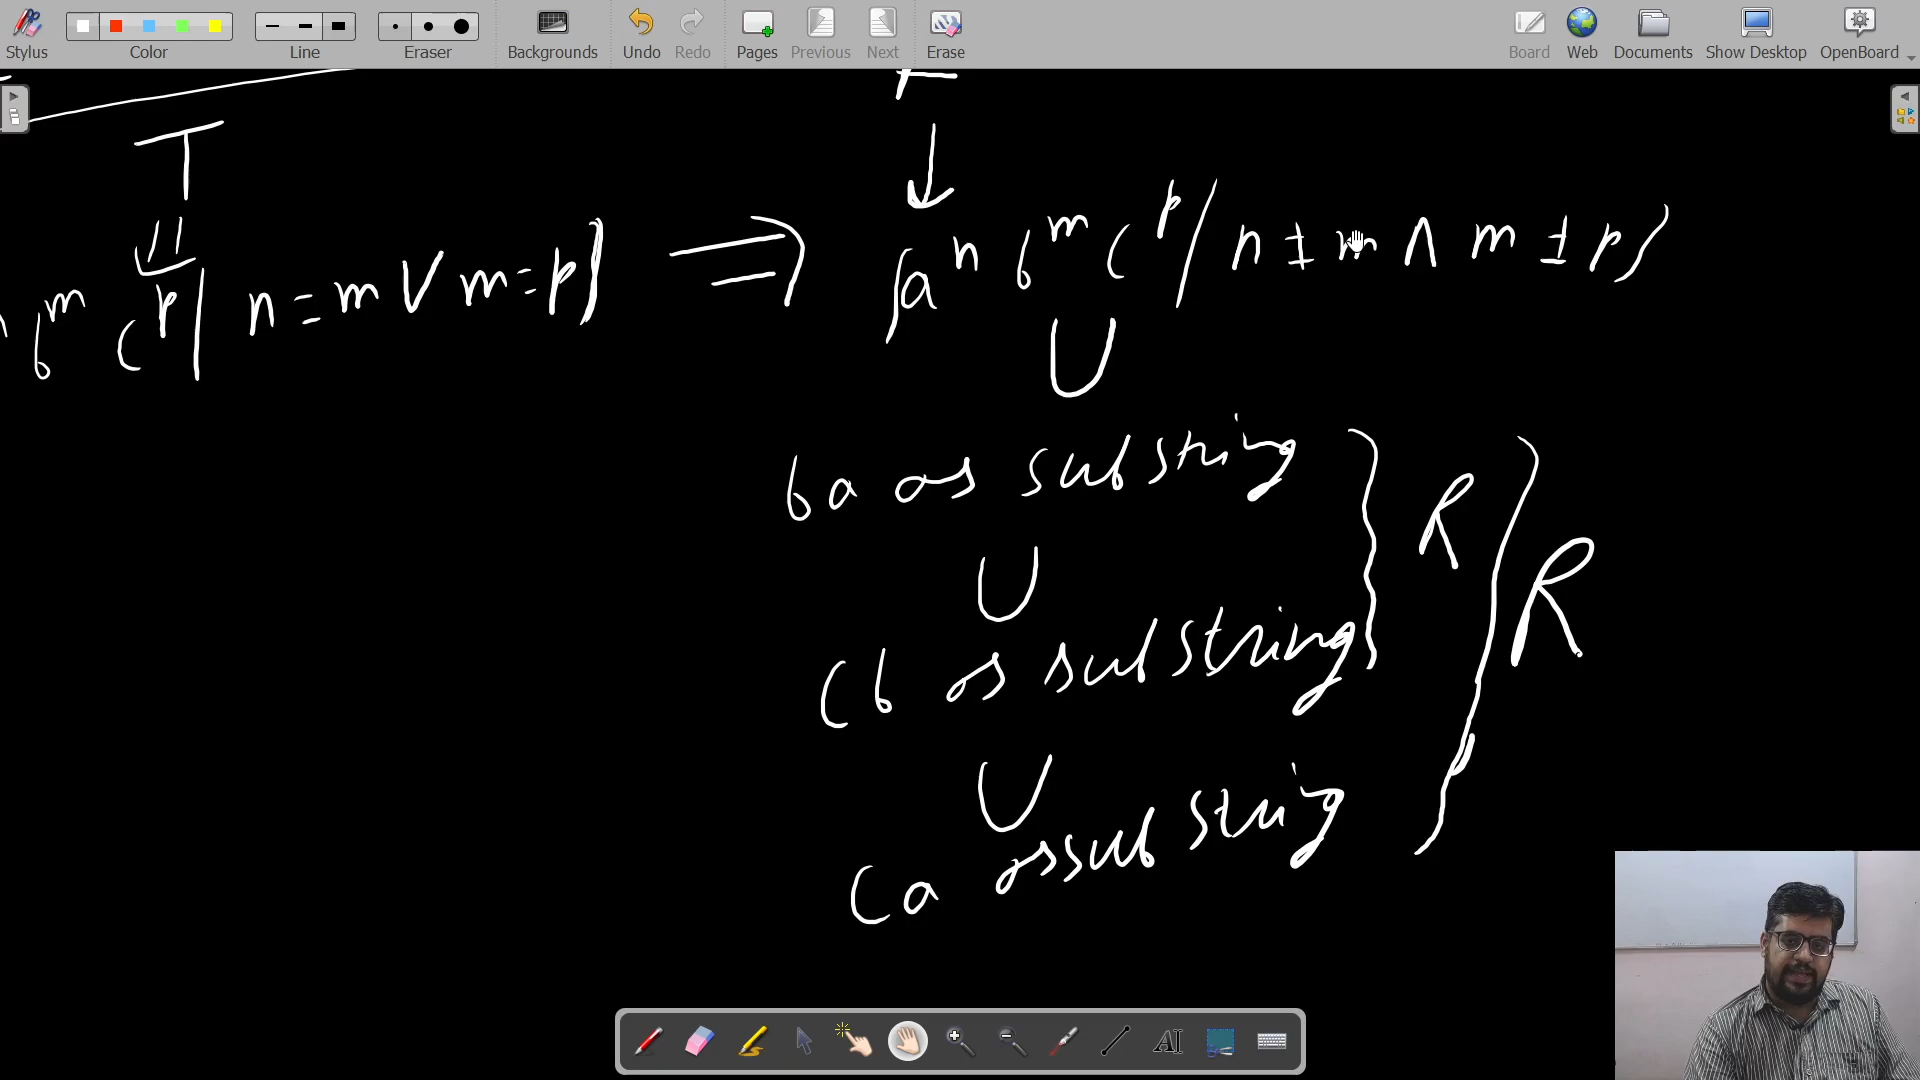 Stylus Color Line Eraser Backgrounds Undo Redo Pages Previous Next Erase Board Web Documents Show Desktop OpenBoard
T
b^m c^p | n = m V m = p} ⇒ {a^n b^m c^p / n ≠ m ∧ m ≠ p}
U
ba as substring
R
U
R
cb as substring
U
ca as substring